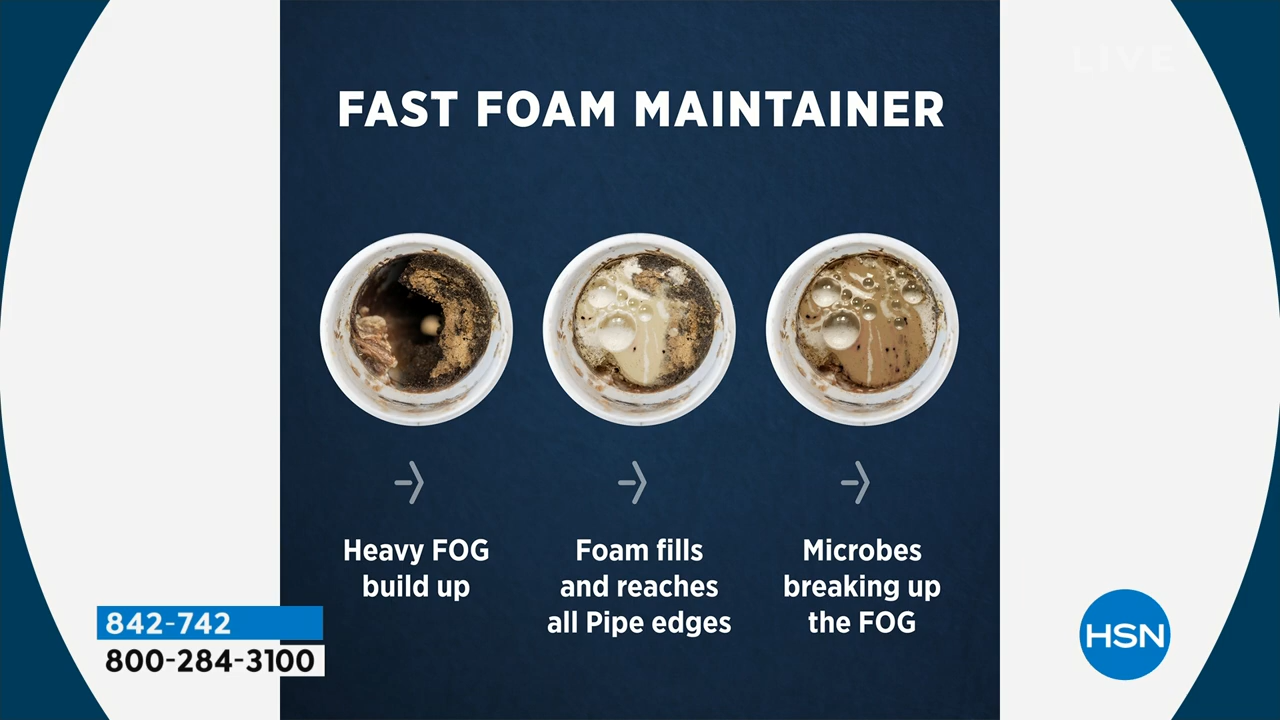 LIVE
FAST FOAM MAINTAINER
Heavy FOG
build up
Foam fills
and reaches
all Pipe edges
Microbes
breaking up
the FOG
842-742
800-284-3100
HSN